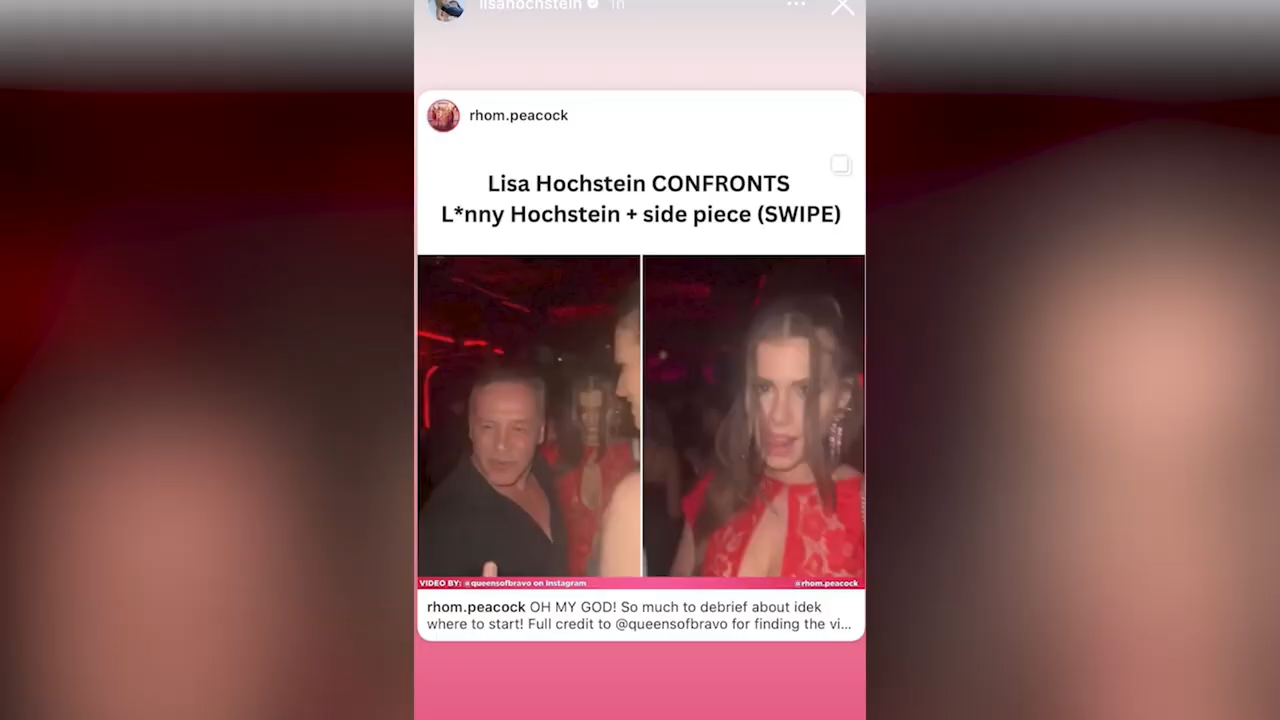 lisahochstein 1h
rhom.peacock
Lisa Hochstein CONFRONTS
L*nny Hochstein + side piece (SWIPE)
VIDEO BY: @queensofbravo on Instagram
@rhom.peacock
rhom.peacock OH MY GOD! So much to debrief about idek
where to start! Full credit to @queensofbravo for finding the vi...